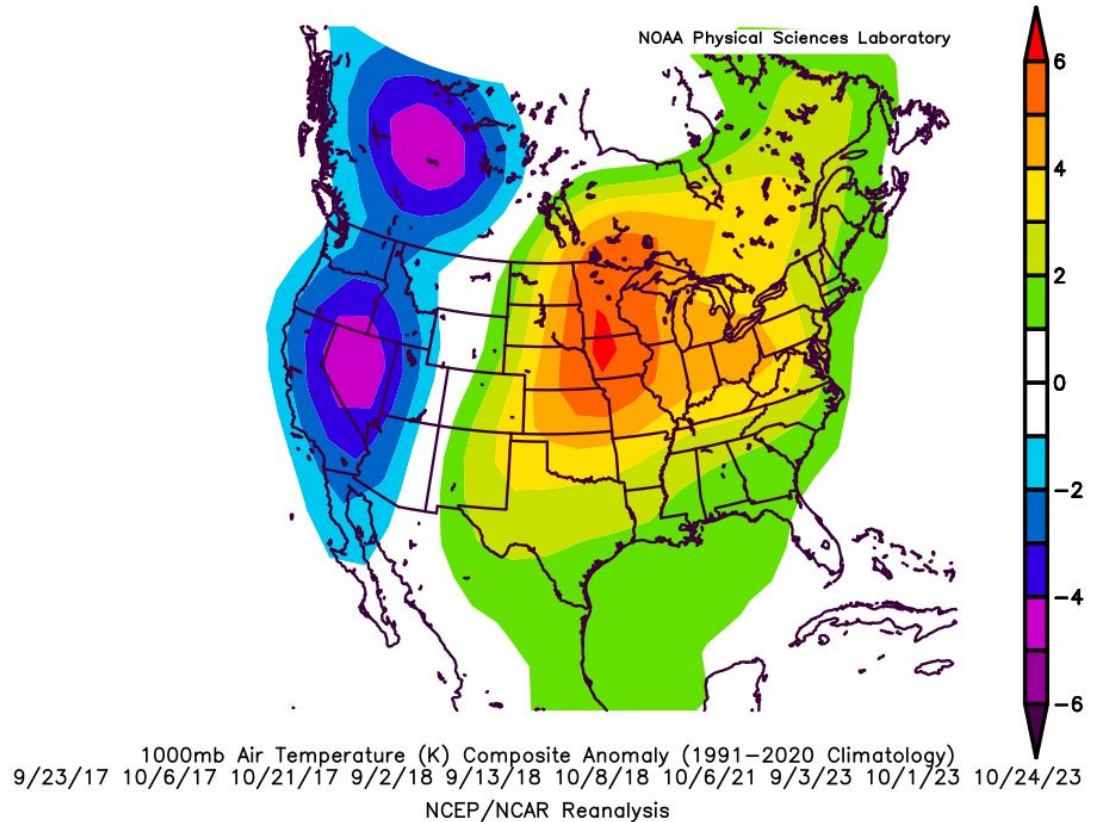 NOAA Physical Sciences Laboratory
6
4
2
0
−2
−4
−6
1000mb Air Temperature (K) Composite Anomaly (1991−2020 Climatology)
9/23/17 10/6/17 10/21/17 9/2/18 9/13/18 10/8/18 10/6/21 9/3/23 10/1/23 10/24/23
NCEP/NCAR Reanalysis